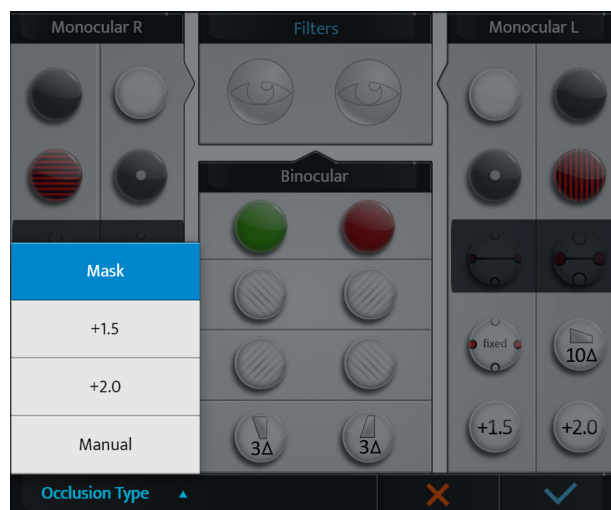 Monocular R
Filters
Monocular L
Binocular
Mask
+1.5
+2.0
Manual
fixed
10Δ
3Δ
3Δ
+1.5
+2.0
Occlusion Type